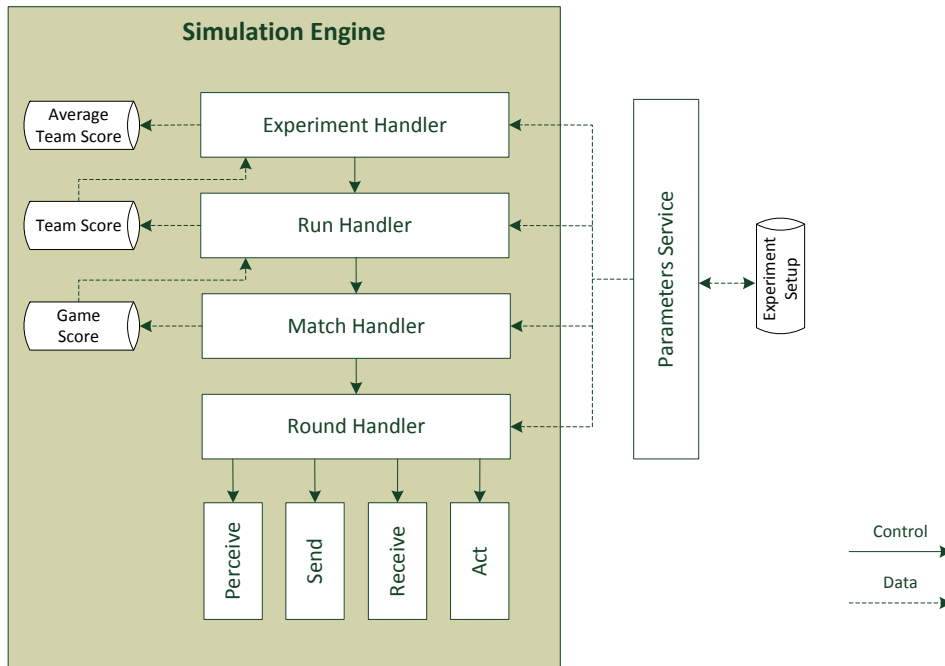 Simulation Engine
Average
Team Score
Experiment Handler
Team Score
Run Handler
Game
Score
Match Handler
Round Handler
Perceive
Send
Receive
Act
Parameters Service
Experiment
Setup
Control
Data